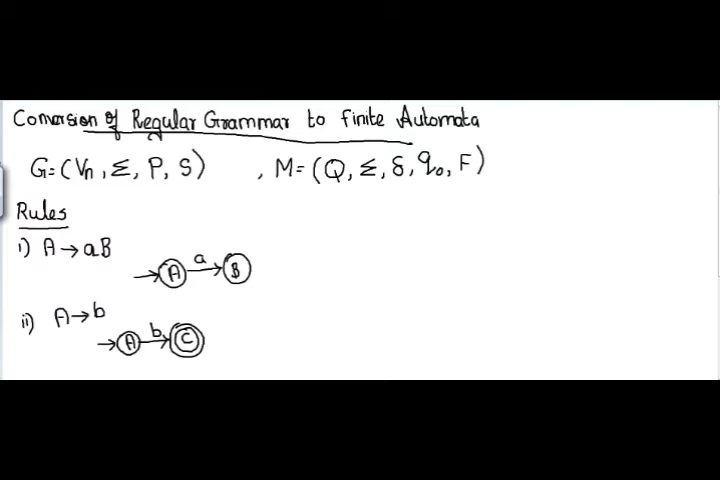 Conversion of Regular Grammar to finite Automata
G=(Vn, Σ, P, S) , M=(Q, Σ, δ, q0, F)
Rules
i) A→aB
A a B
ii) A→b
A b C